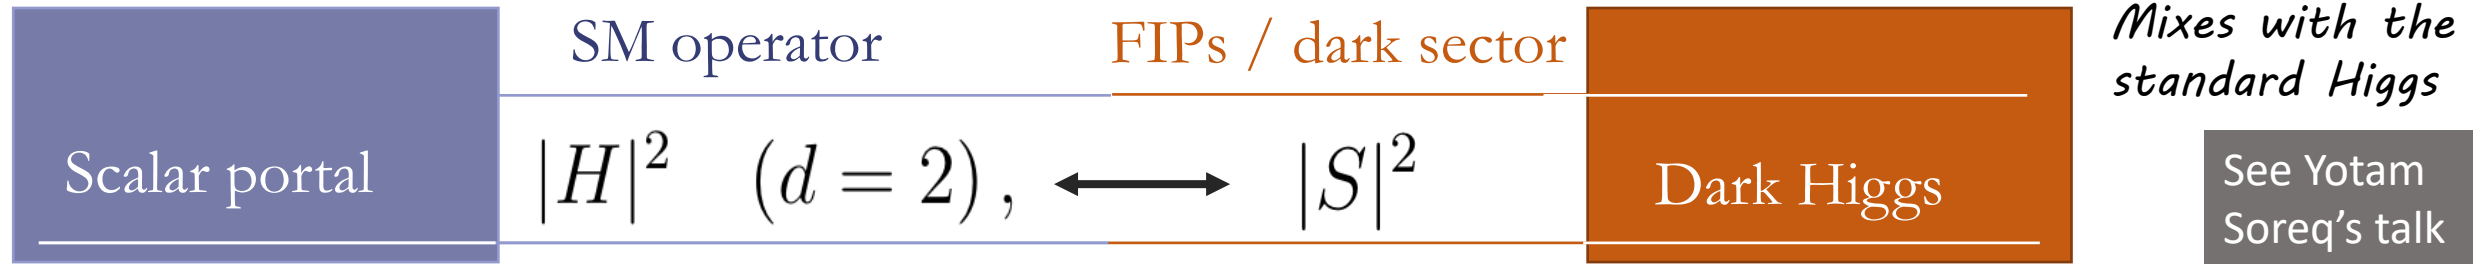 SM operator
FIPs / dark sector
Mixes with the
standard Higgs
Scalar portal
|H|² (d = 2) , ⟷ |S|²
Dark Higgs
See Yotam
Soreq's talk